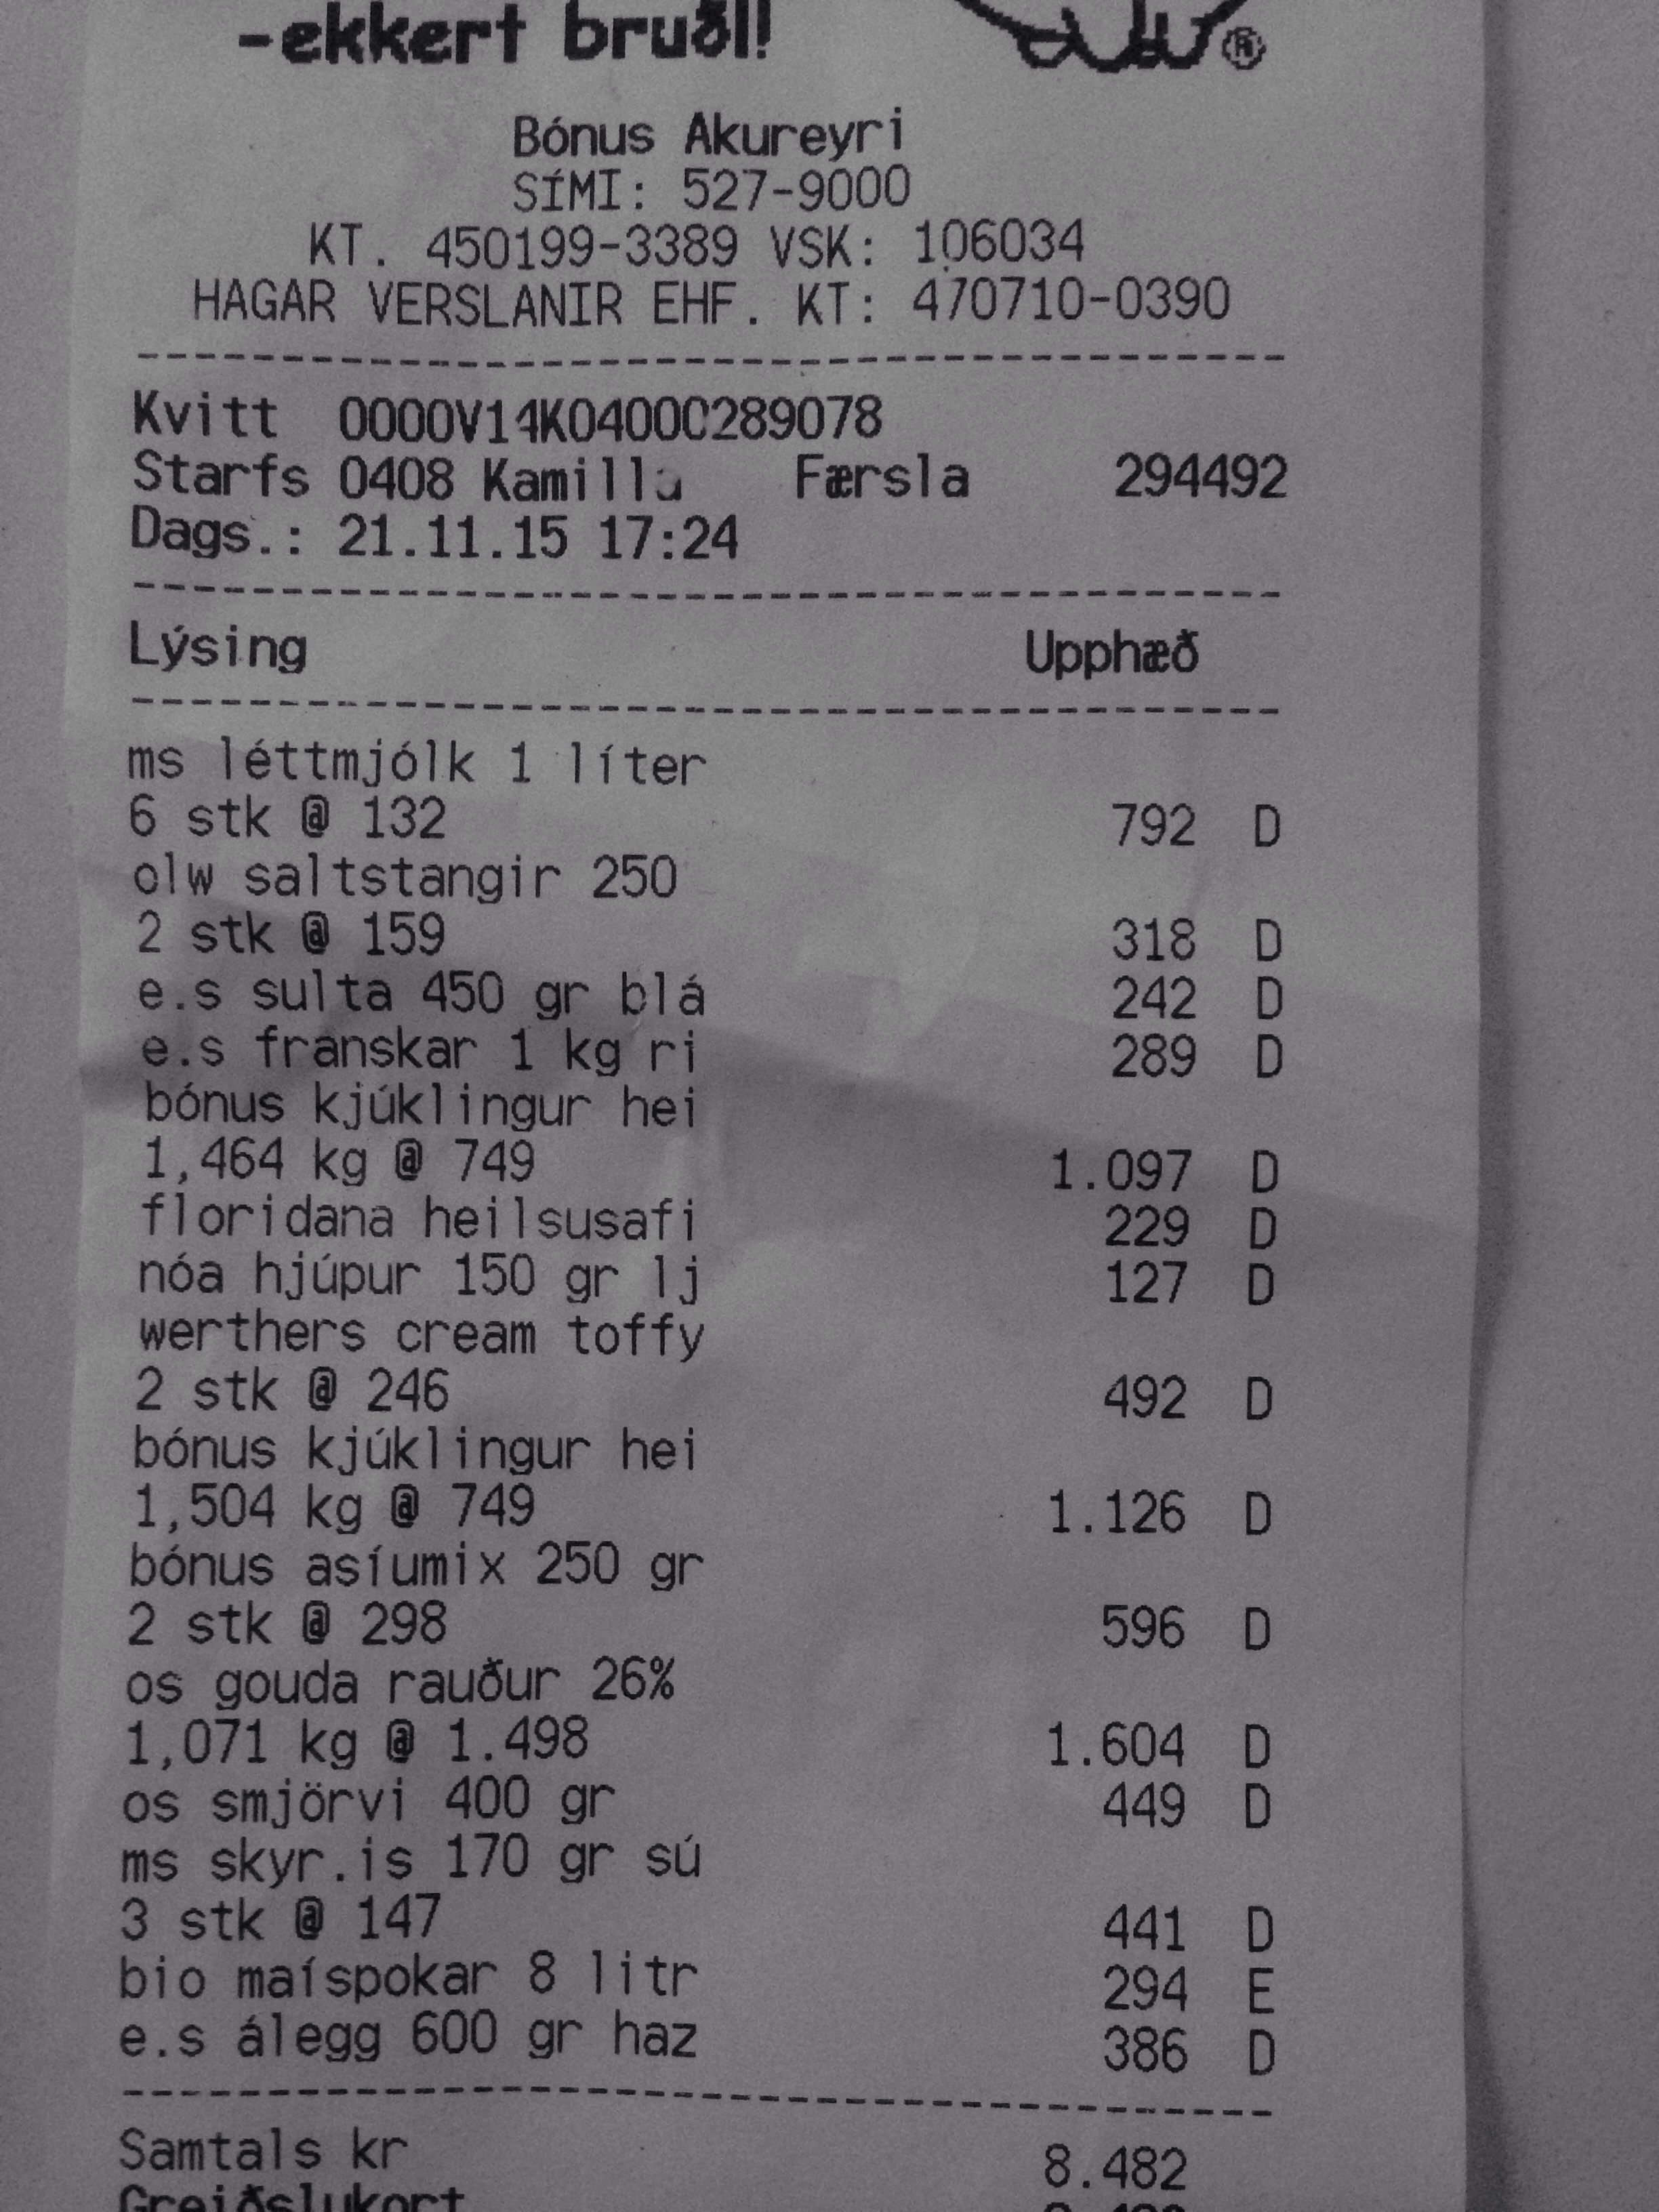 -ekkert bruðl!
®
Bónus Akureyri
SÍMI: 527-9000
KT. 450199-3389 VSK: 106034
HAGAR VERSLANIR EHF. KT: 470710-0390
Kvitt 0000V14K04000289078
Starfs 0408 Kamilla Færsla 294492
Dags.: 21.11.15 17:24
Lýsing Upphæð
ms léttmjólk 1 líter
6 stk @ 132 792 D
olw saltstangir 250
2 stk @ 159 318 D
e.s sulta 450 gr blá 242 D
e.s franskar 1 kg ri 289 D
bónus kjúklingur hei
1,464 kg @ 749 1.097 D
floridana heilsusafi 229 D
nóa hjúpur 150 gr lj 127 D
werthers cream toffy
2 stk @ 246 492 D
bónus kjúklingur hei
1,504 kg @ 749 1.126 D
bónus asíumix 250 gr
2 stk @ 298 596 D
os gouda rauður 26%
1,071 kg @ 1.498 1.604 D
os smjörvi 400 gr 449 D
ms skyr.is 170 gr sú
3 stk @ 147 441 D
bio maíspokar 8 litr 294 E
e.s álegg 600 gr haz 386 D
Samtals kr 8.482
Greiðslukort